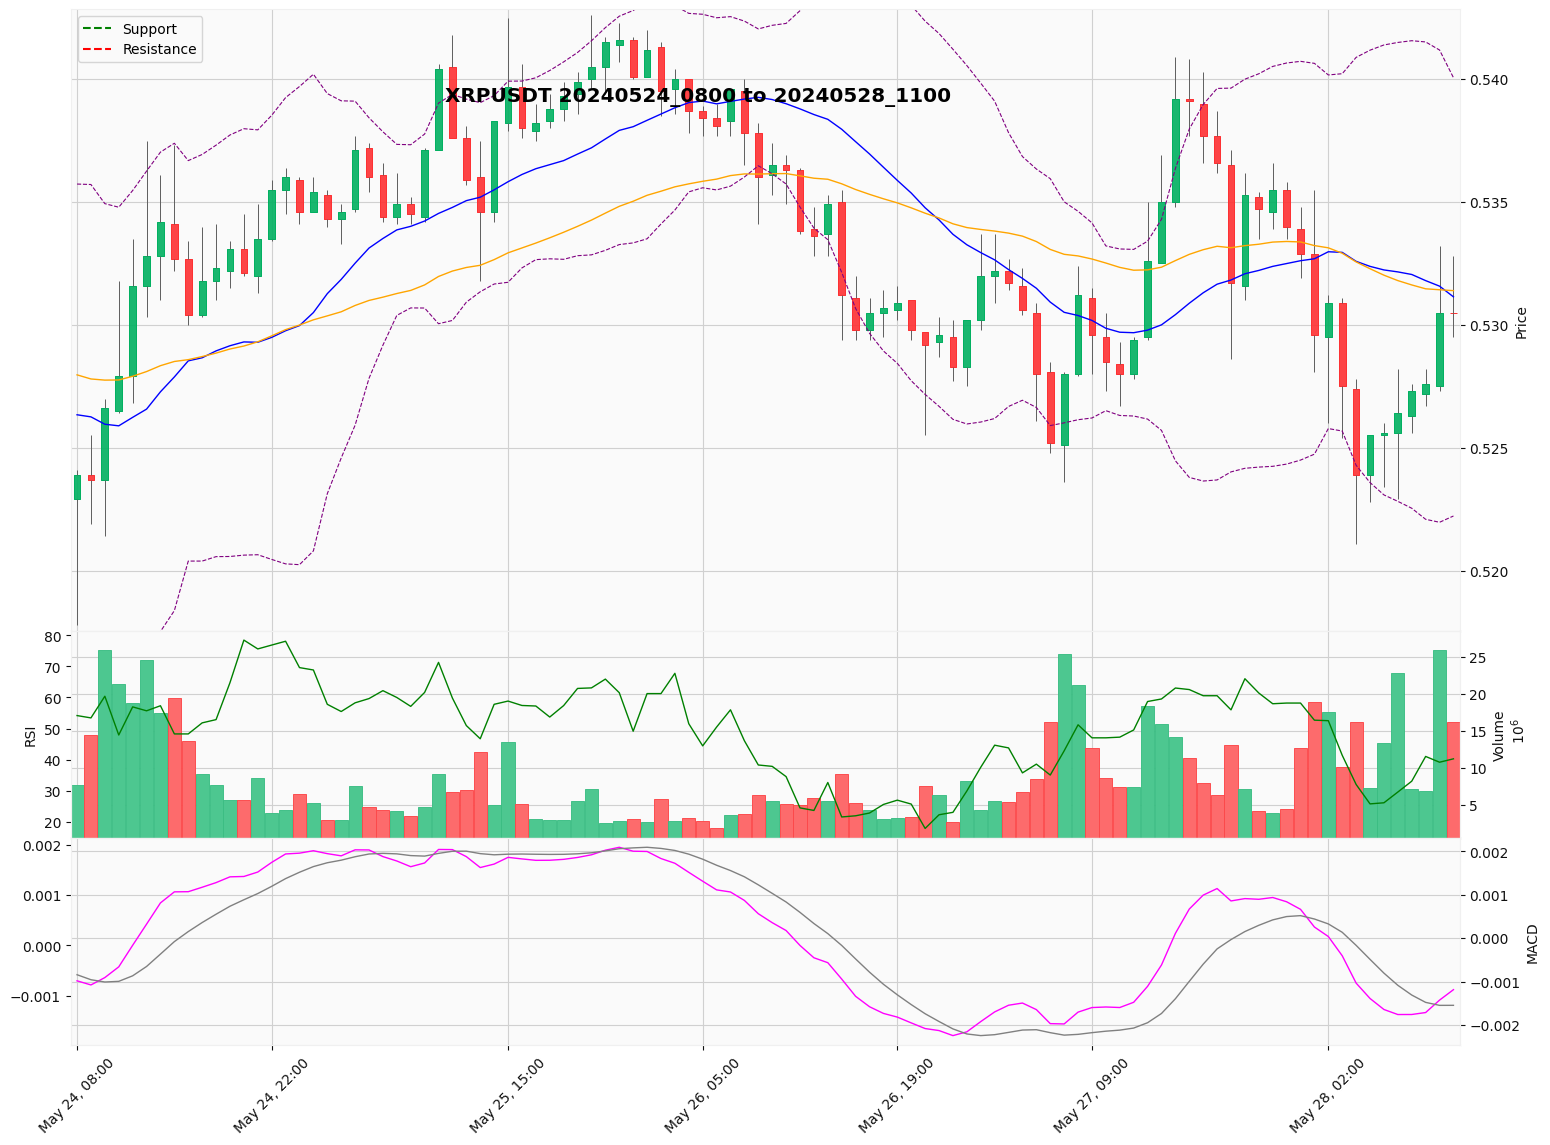 Support
Resistance
XRPUSDT 20240524_0800 to 20240528_1100
0.540
0.535
0.530
0.525
0.520
Price
80
70
60
50
40
30
20
RSI
25
20
15
10
5
Volume
10^6
0.002
0.001
0.000
−0.001
0.002
0.001
0.000
−0.001
−0.002
MACD
May 24, 08:00
May 24, 22:00
May 25, 15:00
May 26, 05:00
May 26, 19:00
May 27, 09:00
May 28, 02:00